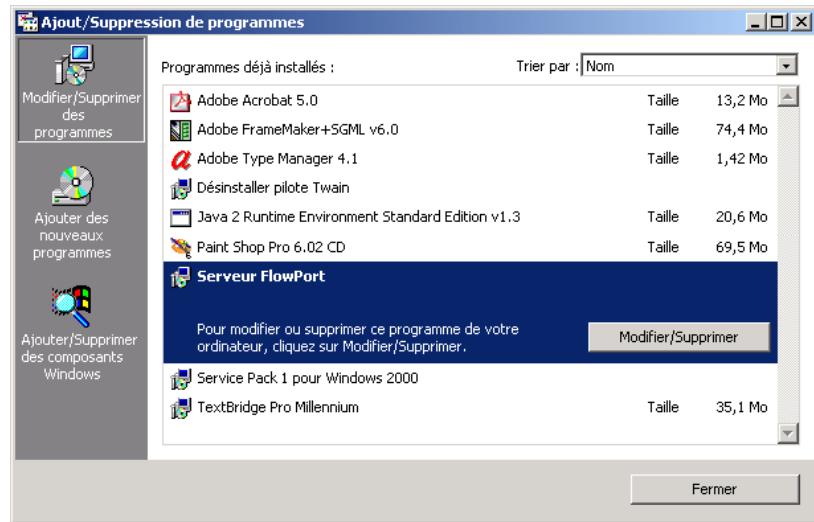 Ajout/Suppression de programmes
Modifier/Supprimer
des
programmes
Ajouter des
nouveaux
programmes
Ajouter/Supprimer
des composants
Windows
Programmes déjà installés :
Trier par : Nom
Adobe Acrobat 5.0 Taille 13,2 Mo
Adobe FrameMaker+SGML v6.0 Taille 74,4 Mo
Adobe Type Manager 4.1 Taille 1,42 Mo
Désinstaller pilote Twain
Java 2 Runtime Environment Standard Edition v1.3 Taille 20,6 Mo
Paint Shop Pro 6.02 CD Taille 69,5 Mo
Serveur FlowPort
Pour modifier ou supprimer ce programme de votre
ordinateur, cliquez sur Modifier/Supprimer.
Modifier/Supprimer
Service Pack 1 pour Windows 2000
TextBridge Pro Millennium Taille 35,1 Mo
Fermer